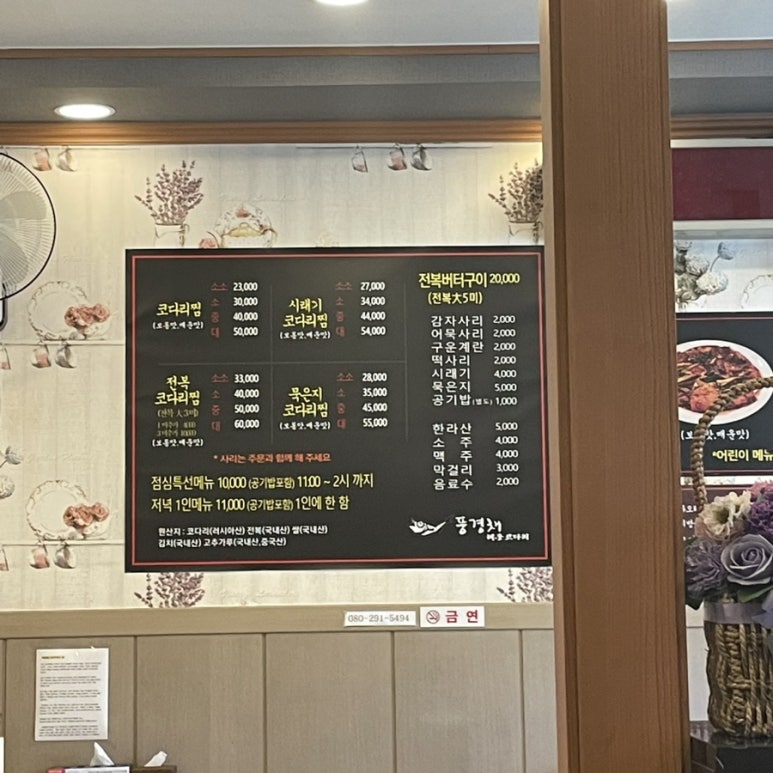 코다리찜
(보통맛,매운맛)
소소 23,000
소 30,000
중 40,000
대 50,000
시래기
코다리찜
(보통맛,매운맛)
소소 27,000
소 34,000
중 44,000
대 54,000
전복
코다리찜
(전복 大3미)
(보통맛,매운맛)
소소 33,000
소 40,000
중 50,000
대 60,000
묵은지
코다리찜
(보통맛,매운맛)
소소 28,000
소 35,000
중 45,000
대 55,000
* 사리는 주문과 함께 해 주세요
점심특선메뉴 10,000 (공기밥포함) 11:00 ~ 2시 까지
저녁 1인메뉴 11,000 (공기밥포함) 1인에 한 함
원산지 : 코다리(러시아산) 전복(국내산) 쌀(국내산)
김치(국내산) 고추가루(국내산,중국산)
전복버터구이 20,000
(전복大5미)
감자사리 2,000
어묵사리 2,000
구운계란 2,000
떡사리 2,000
시래기 4,000
묵은지 5,000
공기밥(별도) 1,000
한라산 5,000
소주 4,000
맥주 4,000
막걸리 3,000
음료수 2,000
풍경채
080-291-5494
금연
맛,매운맛)
*어린이 메뉴